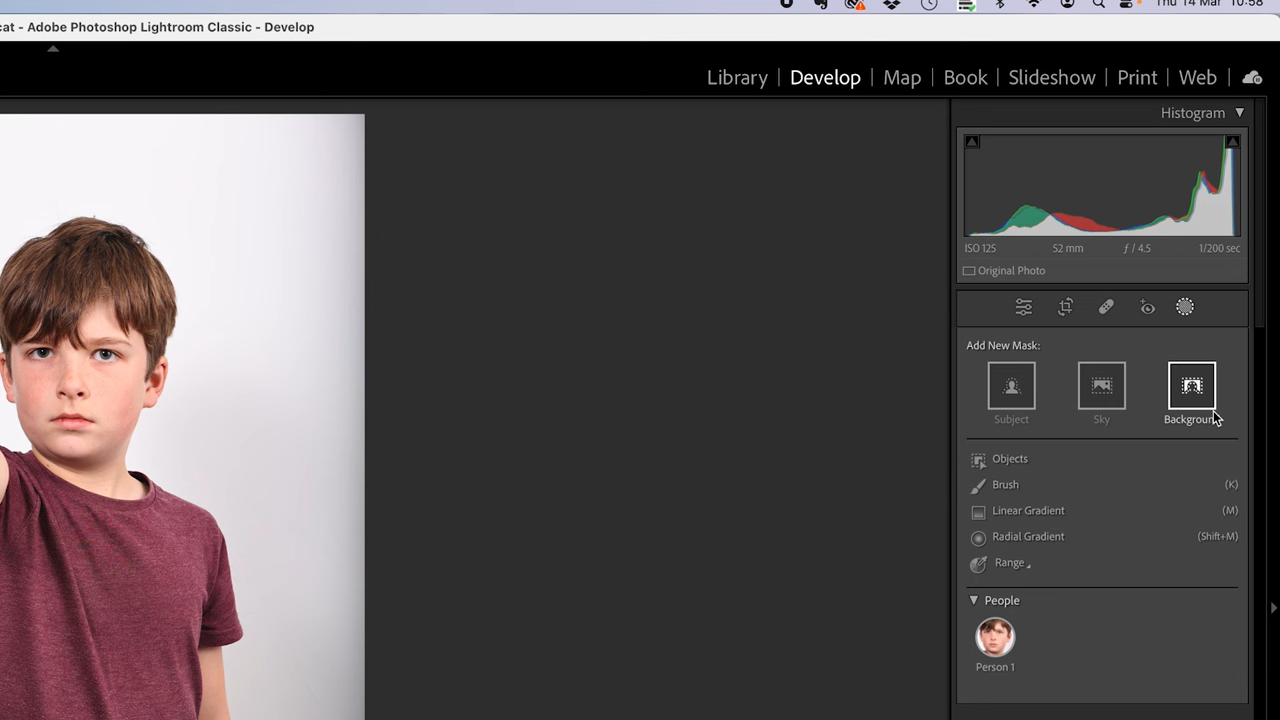 Thu 14 Mar 10:58
cat - Adobe Photoshop Lightroom Classic - Develop
Library | Develop | Map | Book | Slideshow | Print | Web
Histogram
ISO 125 52 mm ƒ / 4.5 1/200 sec
Original Photo
Add New Mask:
Subject Sky Background
Objects
Brush (K)
Linear Gradient (M)
Radial Gradient (Shift+M)
Range
People
Person 1